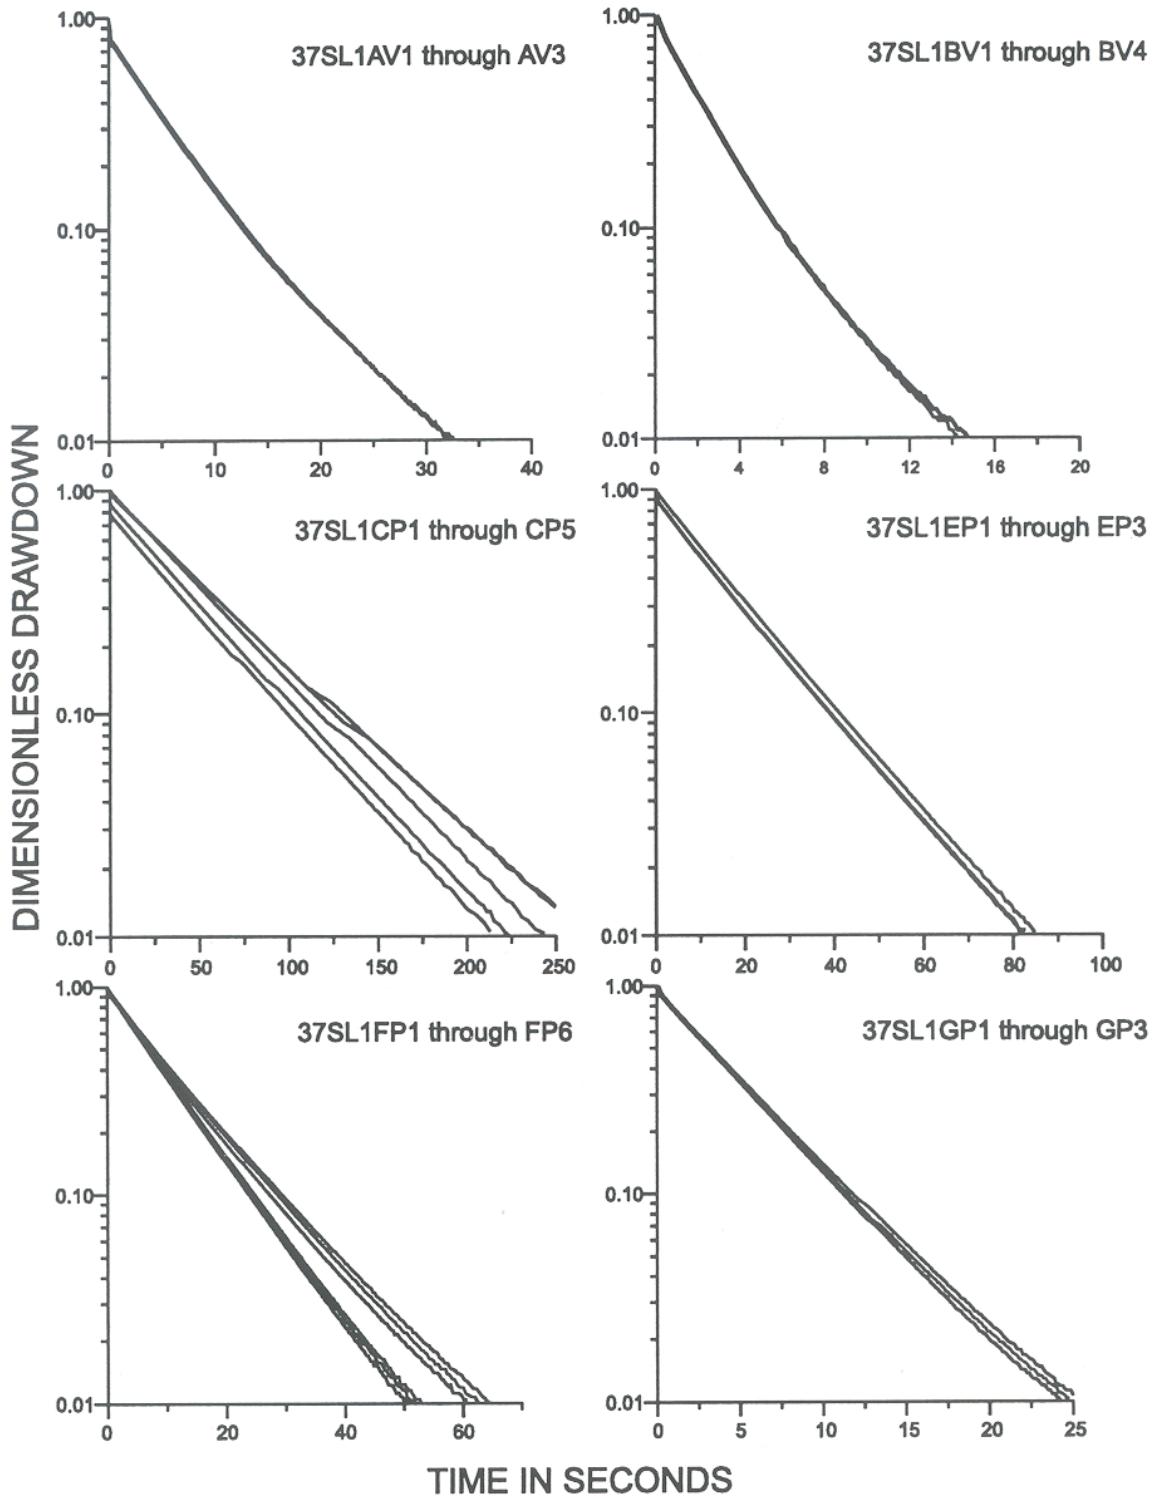 1.00
37SL1AV1 through AV3
0.10
0.01
0 10 20 30 40
1.00
37SL1BV1 through BV4
0.10
0.01
0 4 8 12 16 20
1.00
37SL1CP1 through CP5
0.10
0.01
0 50 100 150 200 250
1.00
37SL1EP1 through EP3
0.10
0.01
0 20 40 60 80 100
1.00
37SL1FP1 through FP6
0.10
0.01
0 20 40 60
1.00
37SL1GP1 through GP3
0.10
0.01
0 5 10 15 20 25
DIMENSIONLESS DRAWDOWN
TIME IN SECONDS